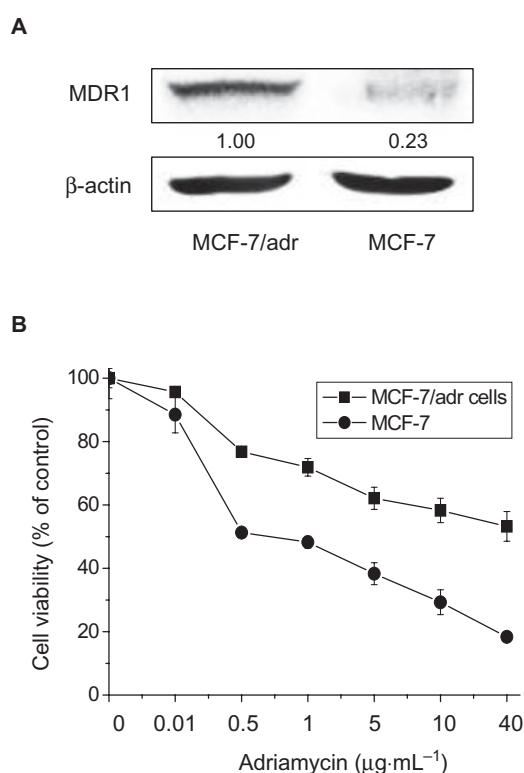 A
MDR1
1.00 0.23
β-actin
MCF-7/adr MCF-7
B
100
80
60
40
20
0
MCF-7/adr cells
MCF-7
Cell viability (% of control)
0 0.01 0.5 1 5 10 40
Adriamycin (μg·mL⁻¹)